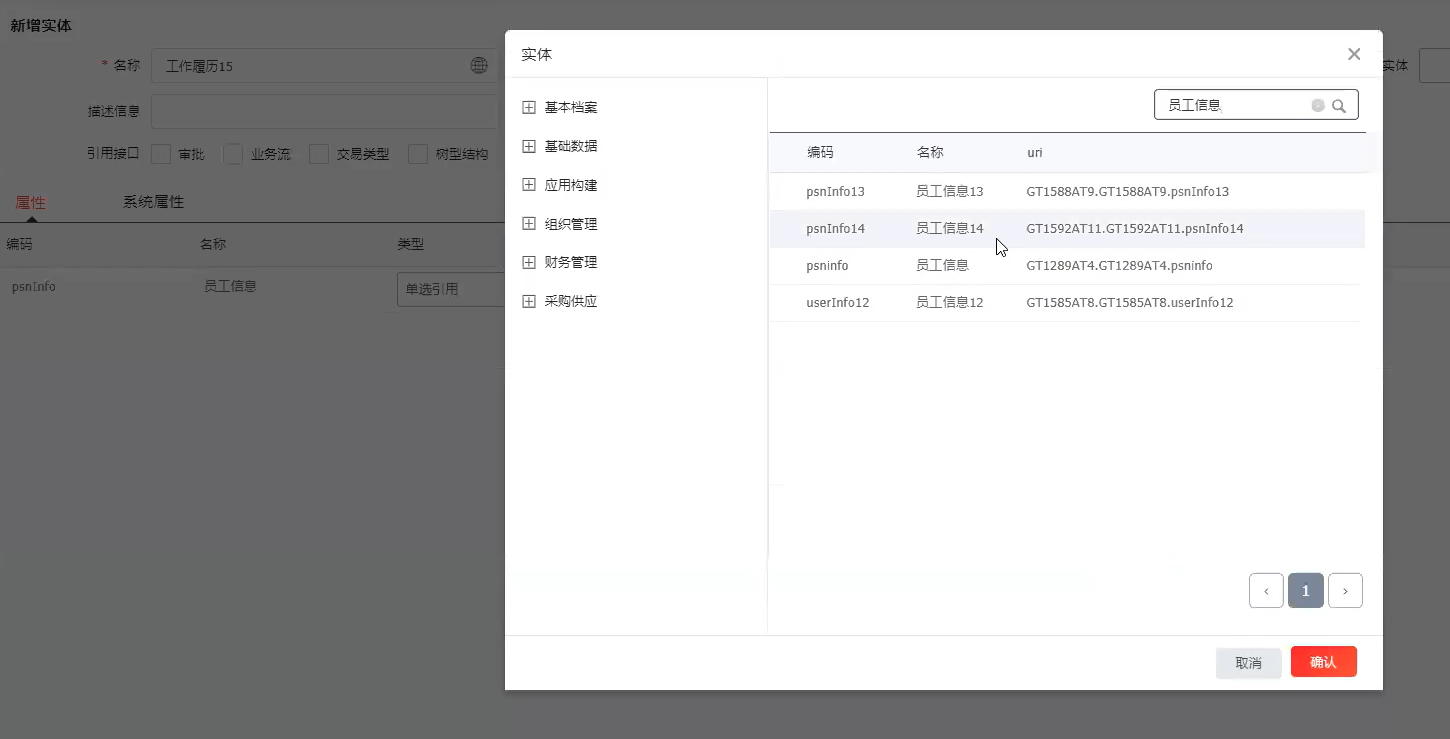 新增实体
* 名称 工作履历15
描述信息
引用接口 审批 业务流 交易类型 树型结构
属性 系统属性
编码 名称 类型
psnInfo 员工信息 单选引用
实体
实体
基本档案
基础数据
应用构建
组织管理
财务管理
采购供应
员工信息
编码 名称 uri
psnInfo13 员工信息13 GT1588AT9.GT1588AT9.psnInfo13
psnInfo14 员工信息14 GT1592AT11.GT1592AT11.psnInfo14
psninfo 员工信息 GT1289AT4.GT1289AT4.psninfo
userInfo12 员工信息12 GT1585AT8.GT1585AT8.userInfo12
‹ 1 ›
取消 确认